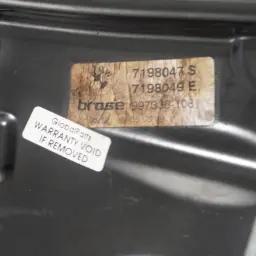 7198047 S
7198049 E
brose
GlobalParts
WARRANTY VOID
IF REMOVED